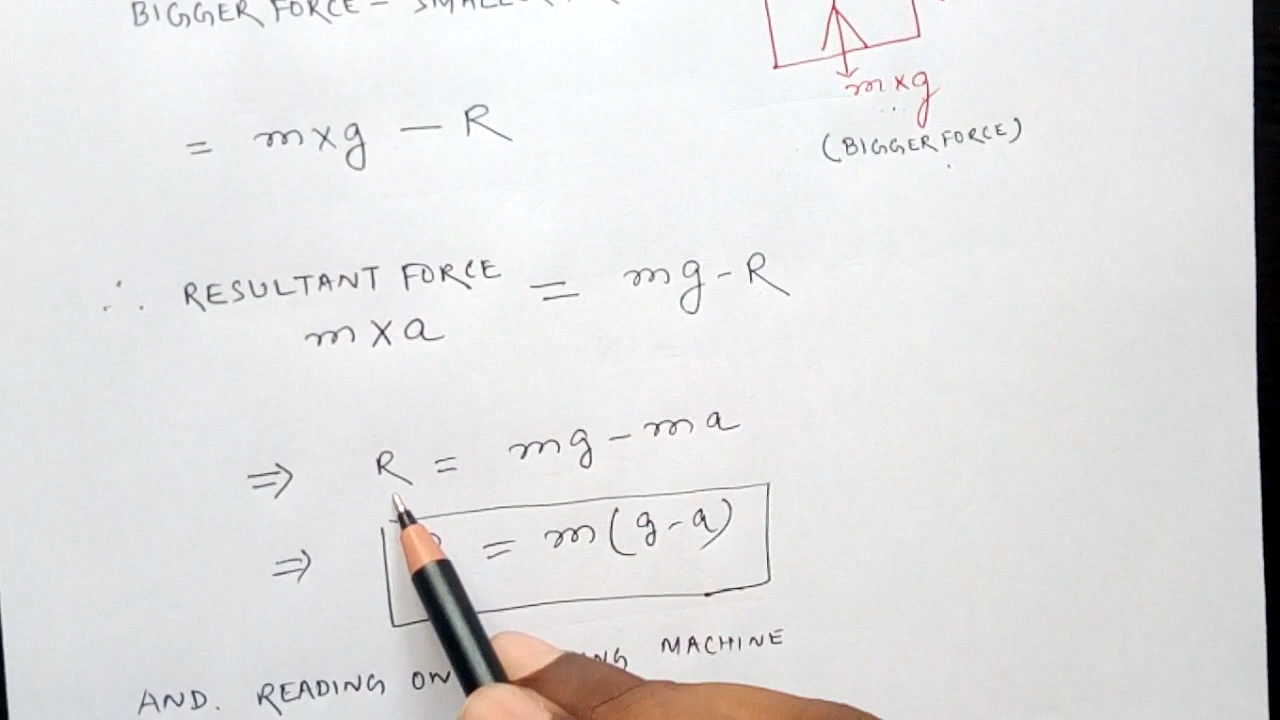 BIGGER FORCE -
m×g
(BIGGER FORCE)
= m×g - R
∴ RESULTANT FORCE = mg - R
m×a
⇒ R = mg - ma
⇒ = m(g-a)
AND. READING ON MACHINE